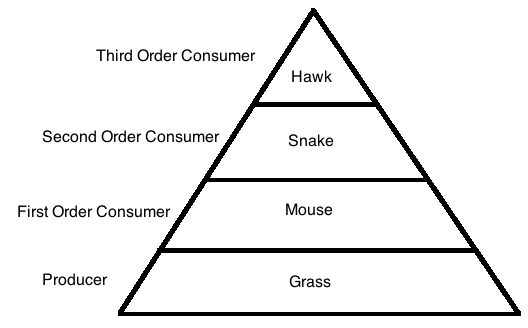 Third Order Consumer
Hawk
Second Order Consumer
Snake
First Order Consumer
Mouse
Producer
Grass